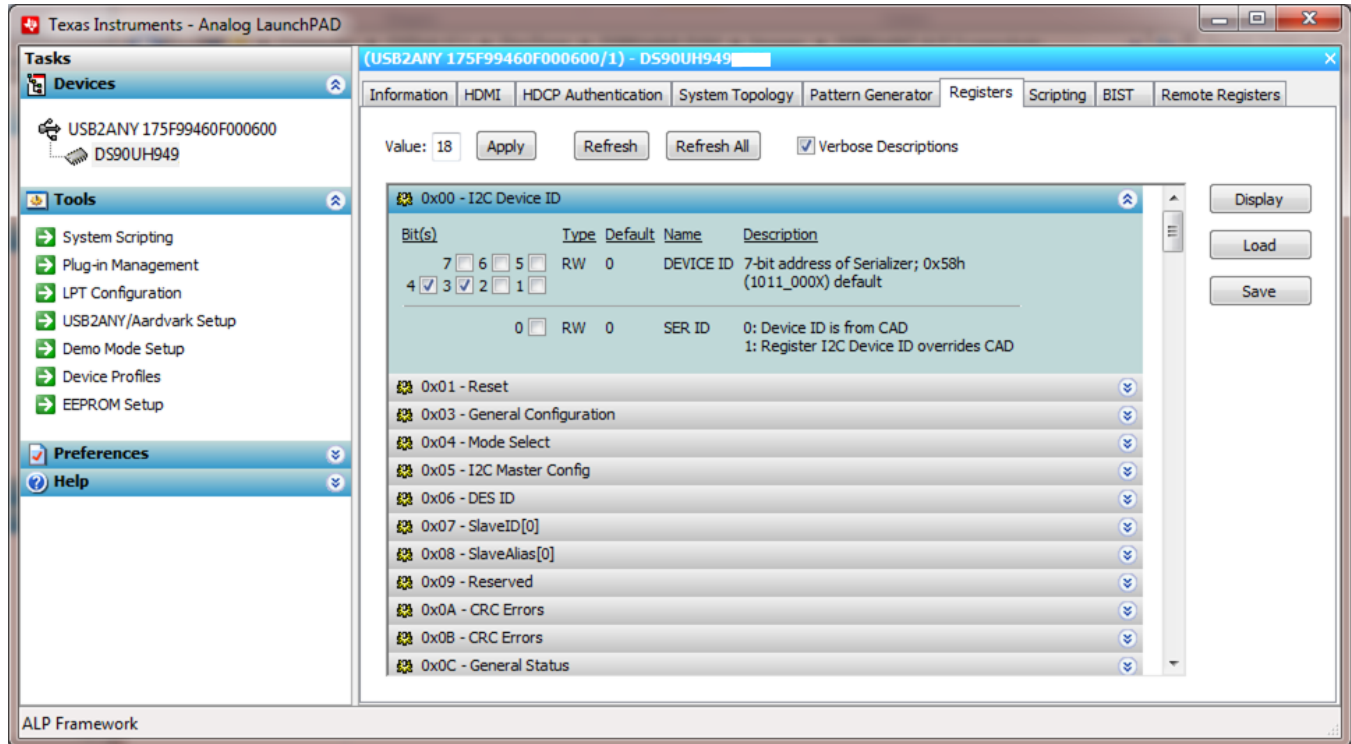 Texas Instruments - Analog LaunchPAD
Tasks
Devices
USB2ANY 175F99460F000600
DS90UH949
Tools
System Scripting
Plug-in Management
LPT Configuration
USB2ANY/Aardvark Setup
Demo Mode Setup
Device Profiles
EEPROM Setup
Preferences
Help
(USB2ANY 175F99460F000600/1) - DS90UH949
Information HDMI HDCP Authentication System Topology Pattern Generator Registers Scripting BIST Remote Registers
Value: 18 Apply Refresh Refresh All Verbose Descriptions
0x00 - I2C Device ID
Bit(s) Type Default Name Description
7 6 5 RW 0 DEVICE ID 7-bit address of Serializer; 0x58h
4 3 2 1 (1011_000X) default
0 RW 0 SER ID 0: Device ID is from CAD
1: Register I2C Device ID overrides CAD
0x01 - Reset
0x03 - General Configuration
0x04 - Mode Select
0x05 - I2C Master Config
0x06 - DES ID
0x07 - SlaveID[0]
0x08 - SlaveAlias[0]
0x09 - Reserved
0x0A - CRC Errors
0x0B - CRC Errors
0x0C - General Status
Display
Load
Save
ALP Framework